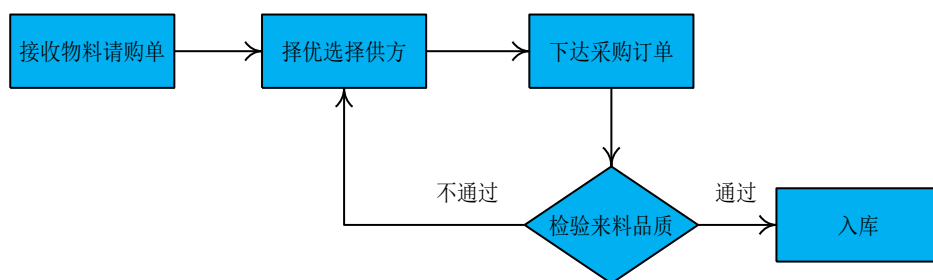 接收物料请购单
择优选择供方
下达采购订单
不通过
检验来料品质
通过
入库